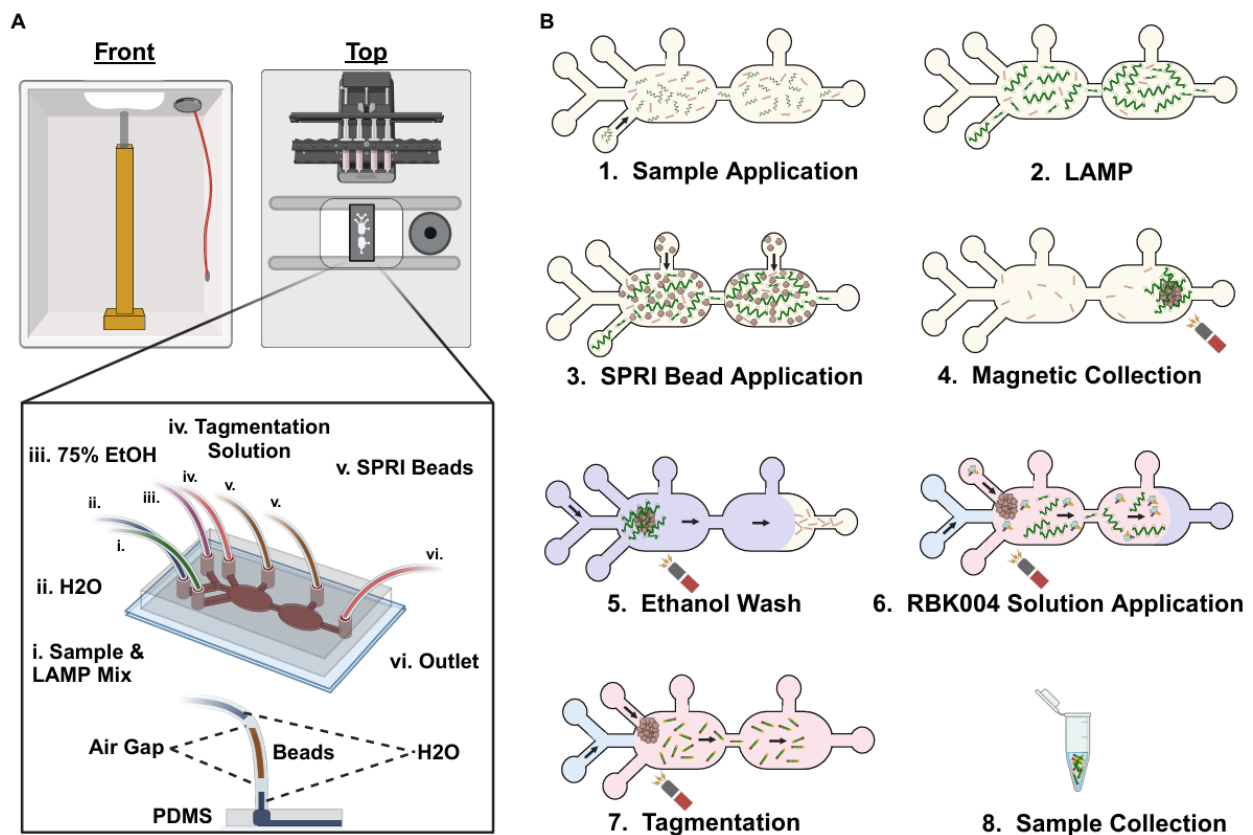 A
Front
Top
iv. Tagmentation
Solution
iii. 75% EtOH
v. SPRI Beads
ii.
iii.
iv.
v.
v.
i.
vi.
ii. H2O
i. Sample &
LAMP Mix
vi. Outlet
Air Gap
Beads
H2O
PDMS
B
1. Sample Application
2. LAMP
3. SPRI Bead Application
4. Magnetic Collection
5. Ethanol Wash
6. RBK004 Solution Application
7. Tagmentation
8. Sample Collection